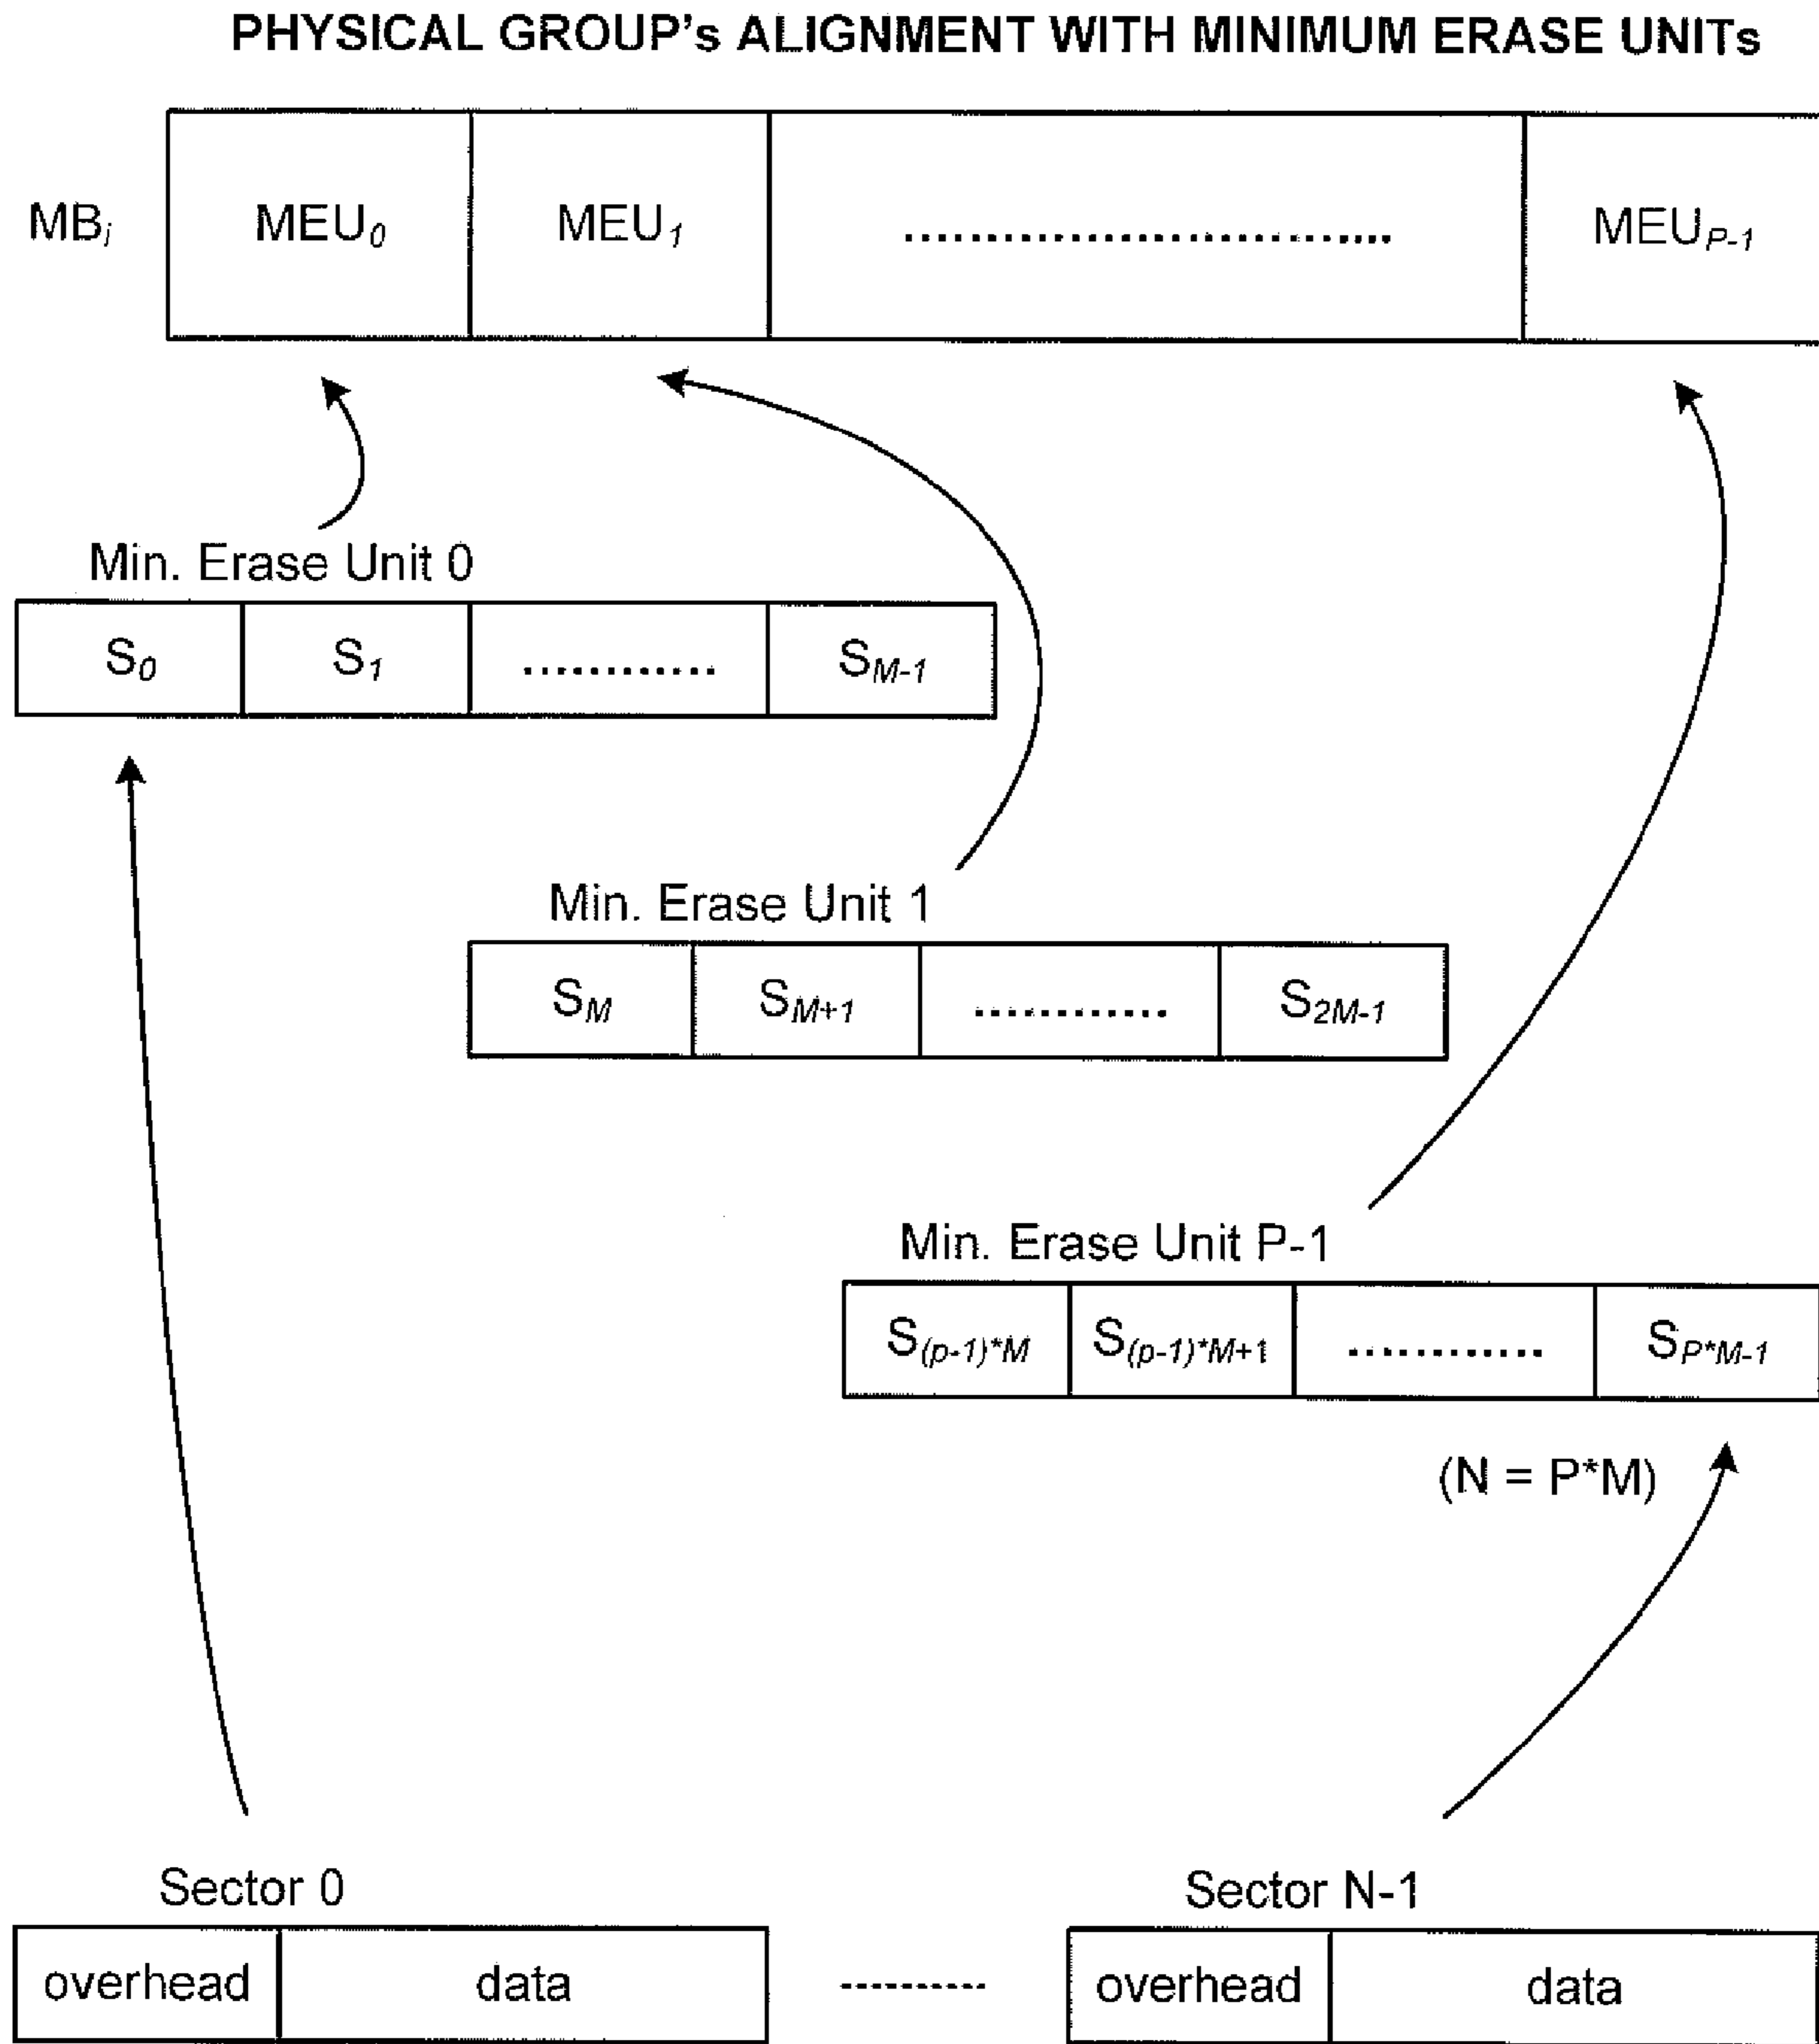 PHYSICAL GROUP's ALIGNMENT WITH MINIMUM ERASE UNITs
MBj MEU0 MEU1 ................................ MEUP-1
Min. Erase Unit 0
S0 S1 ............ SM-1
Min. Erase Unit 1
SM SM+1 ............ S2M-1
Min. Erase Unit P-1
S(p-1)*M S(p-1)*M+1 ............ SP*M-1
(N = P*M)
Sector 0 Sector N-1
overhead data ---------- overhead data